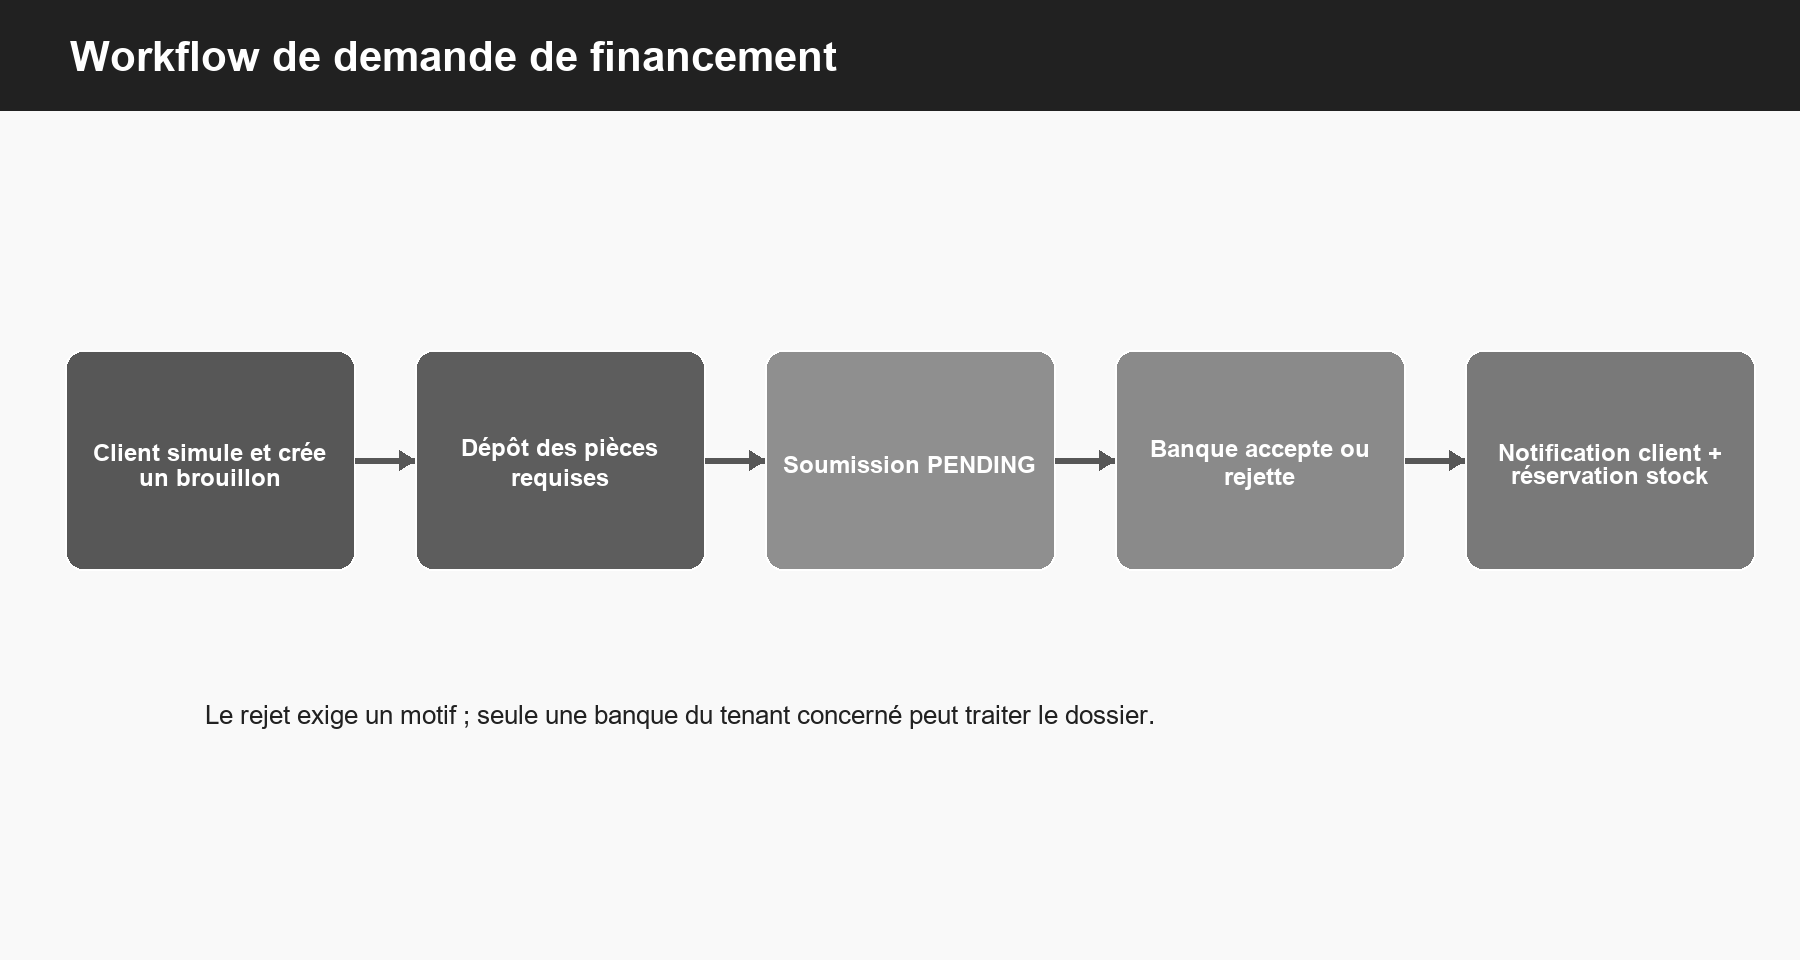 Workflow de demande de financement
Client simule et crée
un brouillon
Dépôt des pièces
requises
Soumission PENDING
Banque accepte ou
rejette
Notification client +
réservation stock
Le rejet exige un motif ; seule une banque du tenant concerné peut traiter le dossier.